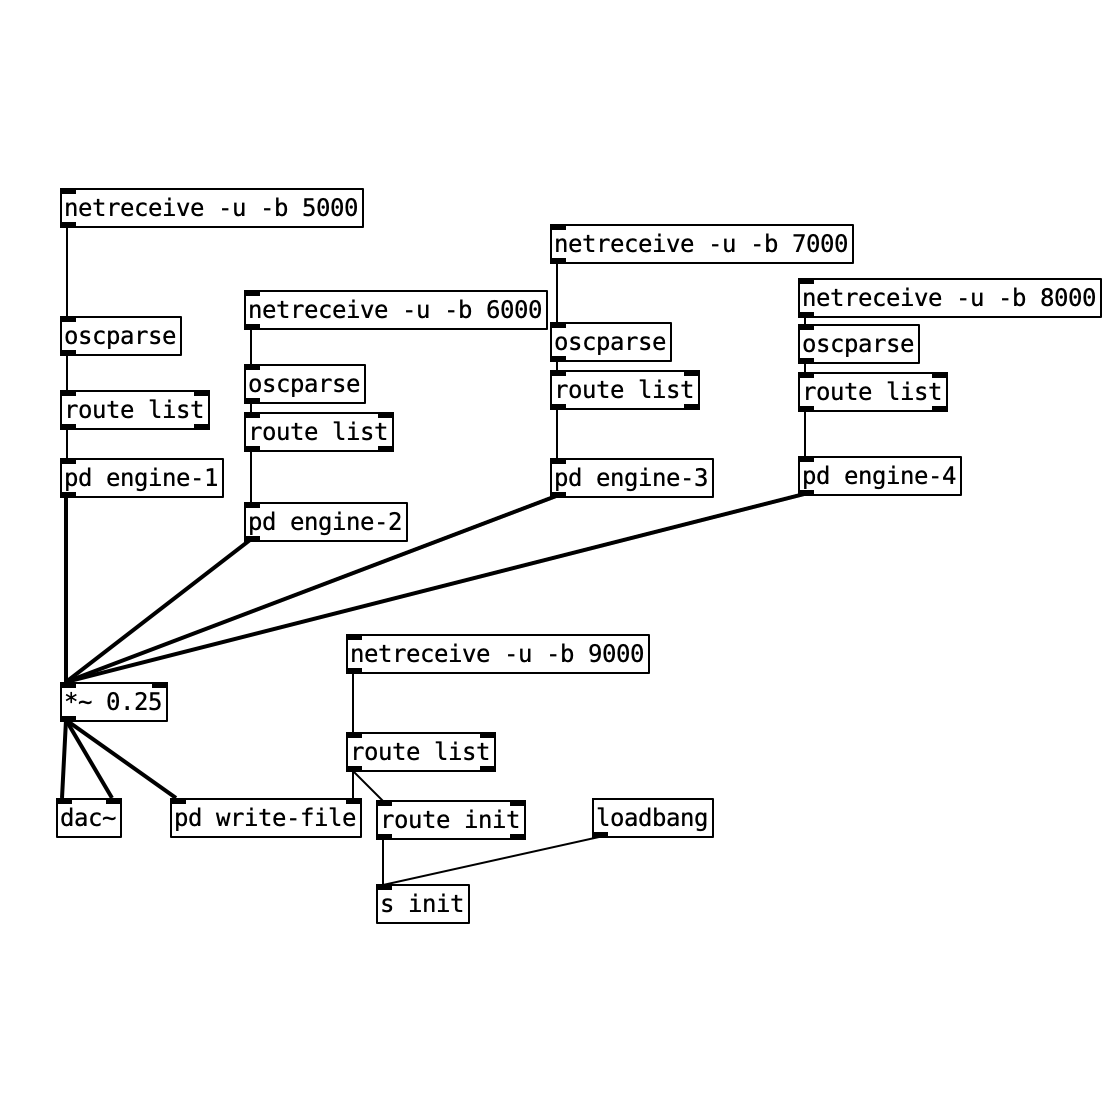 netreceive -u -b 5000
netreceive -u -b 7000
netreceive -u -b 8000
netreceive -u -b 6000
oscparse
oscparse
oscparse
oscparse
route list
route list
route list
route list
pd engine-1
pd engine-3
pd engine-4
pd engine-2
netreceive -u -b 9000
*~ 0.25
route list
dac~
pd write-file
route init
loadbang
s init